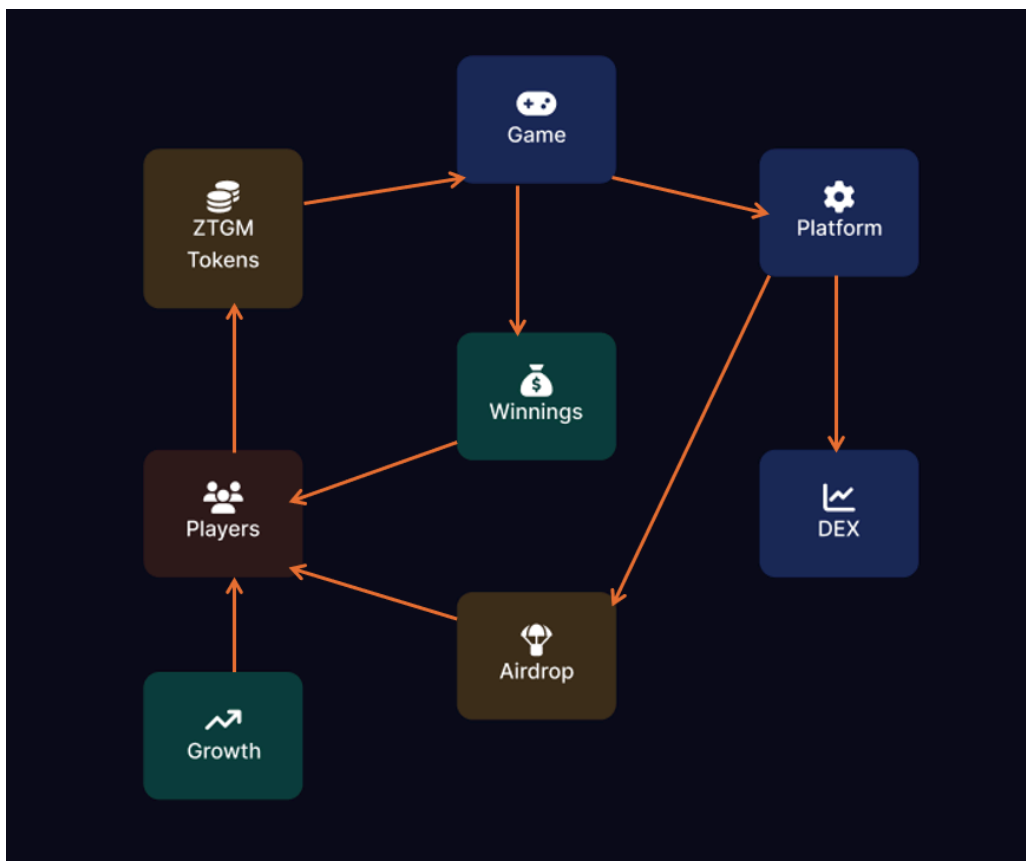 Game
ZTGM
Tokens
Platform
$
Winnings
Players
DEX
Airdrop
Growth